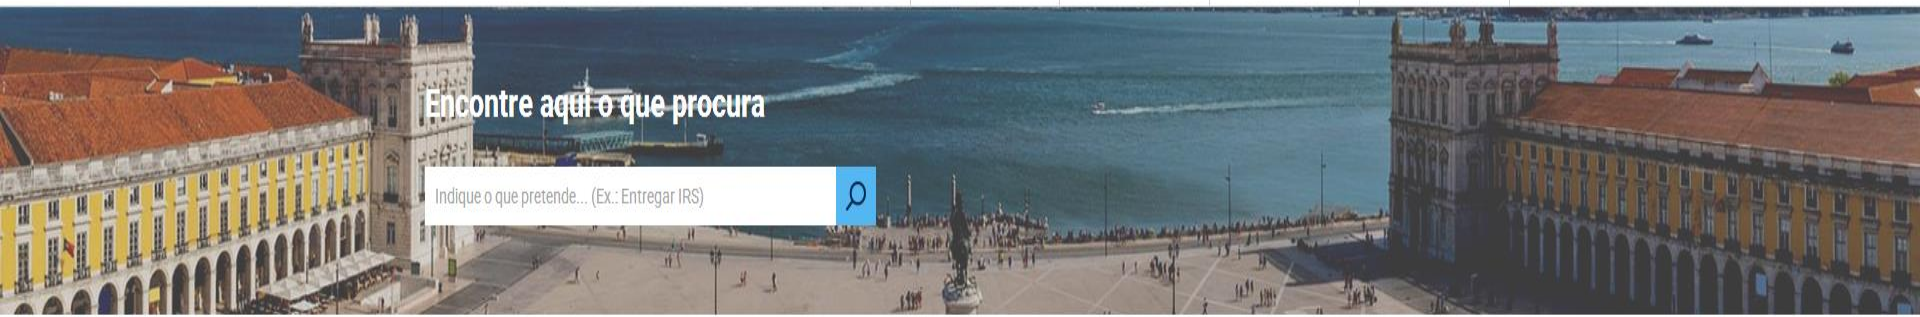 Encontre aqui o que procura
Indique o que pretende... (Ex.: Entregar IRS)